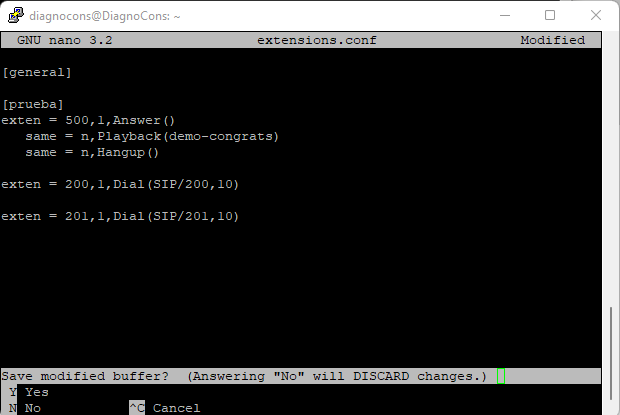 diagnocons@DiagnoCons: ~
GNU nano 3.2 extensions.conf Modified
[general]
[prueba]
exten = 500,1,Answer()
same = n,Playback(demo-congrats)
same = n,Hangup()
exten = 200,1,Dial(SIP/200,10)
exten = 201,1,Dial(SIP/201,10)
Save modified buffer? (Answering "No" will DISCARD changes.)
Y Yes
N No ^C Cancel